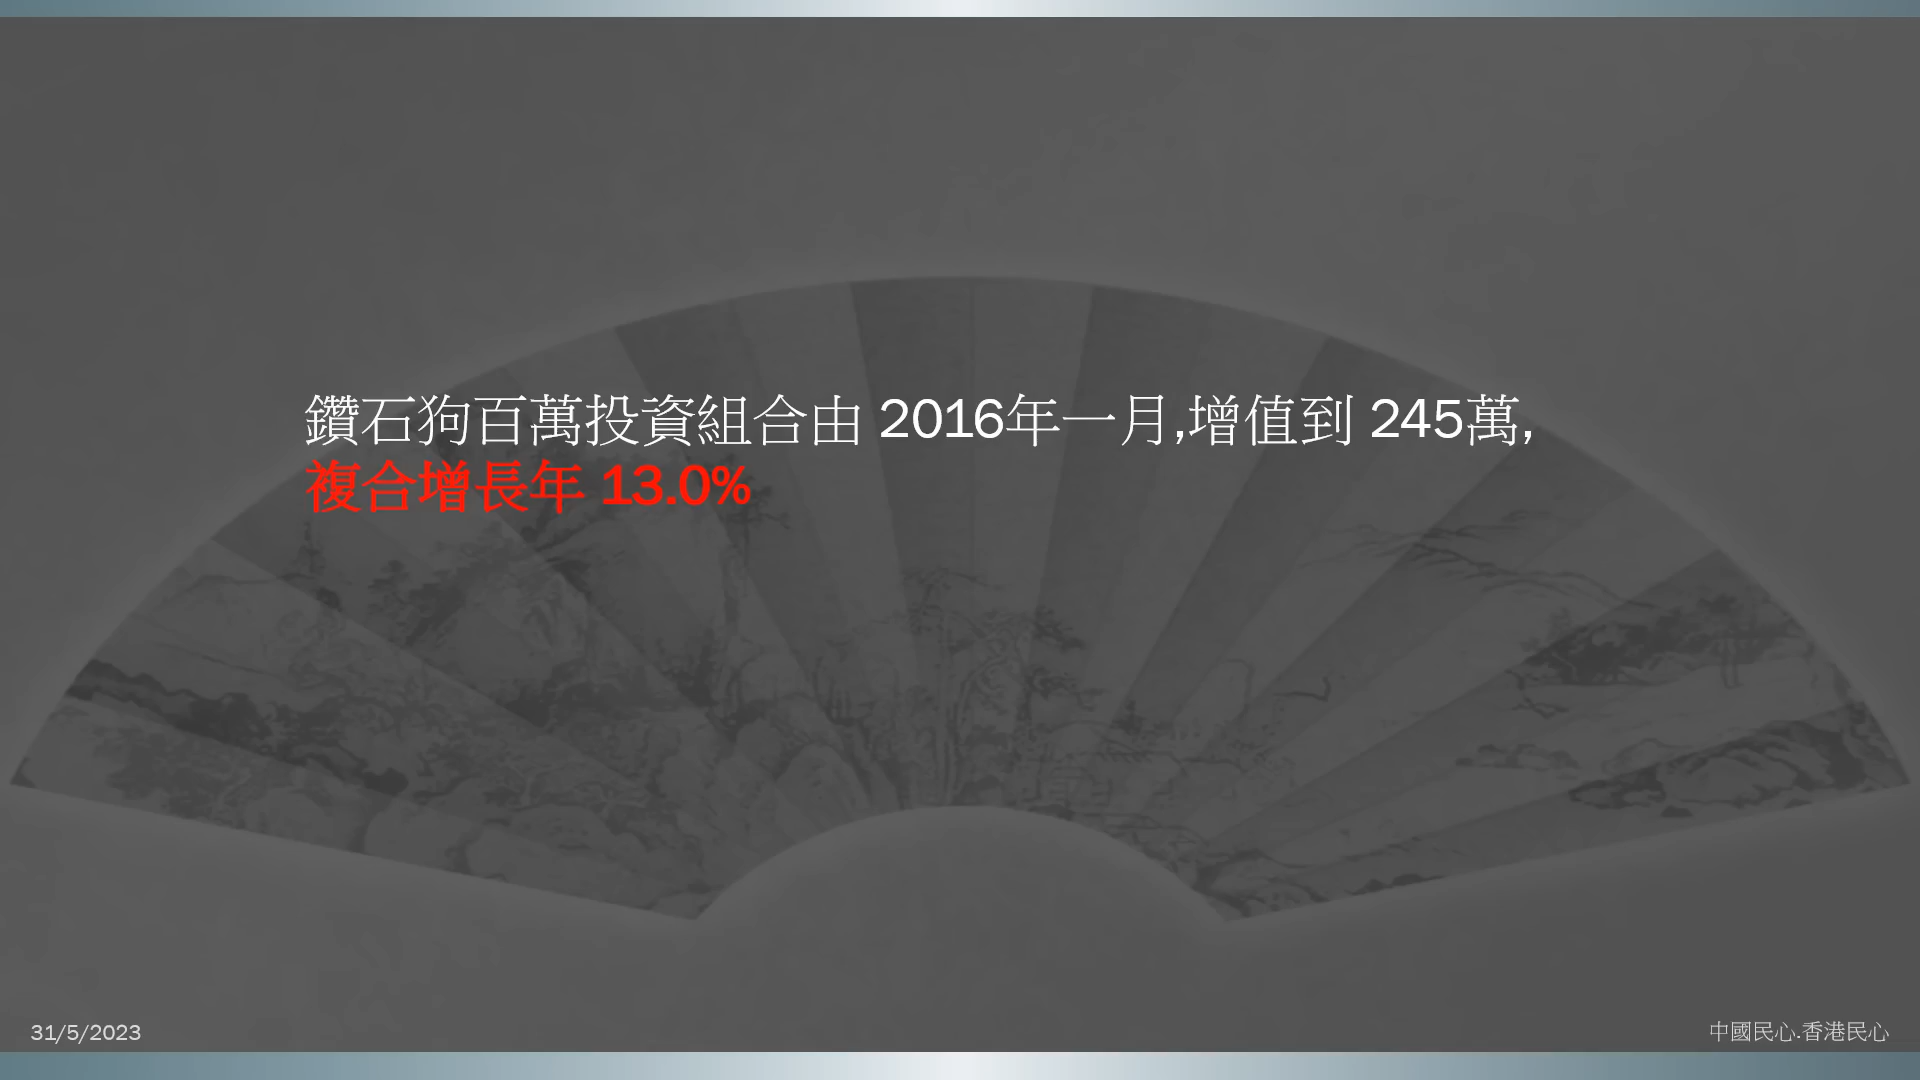 鑽石狗百萬投資組合由 2016年一月,增值到 245萬,
複合增長年 13.0%
31/5/2023
中國民心.香港民心